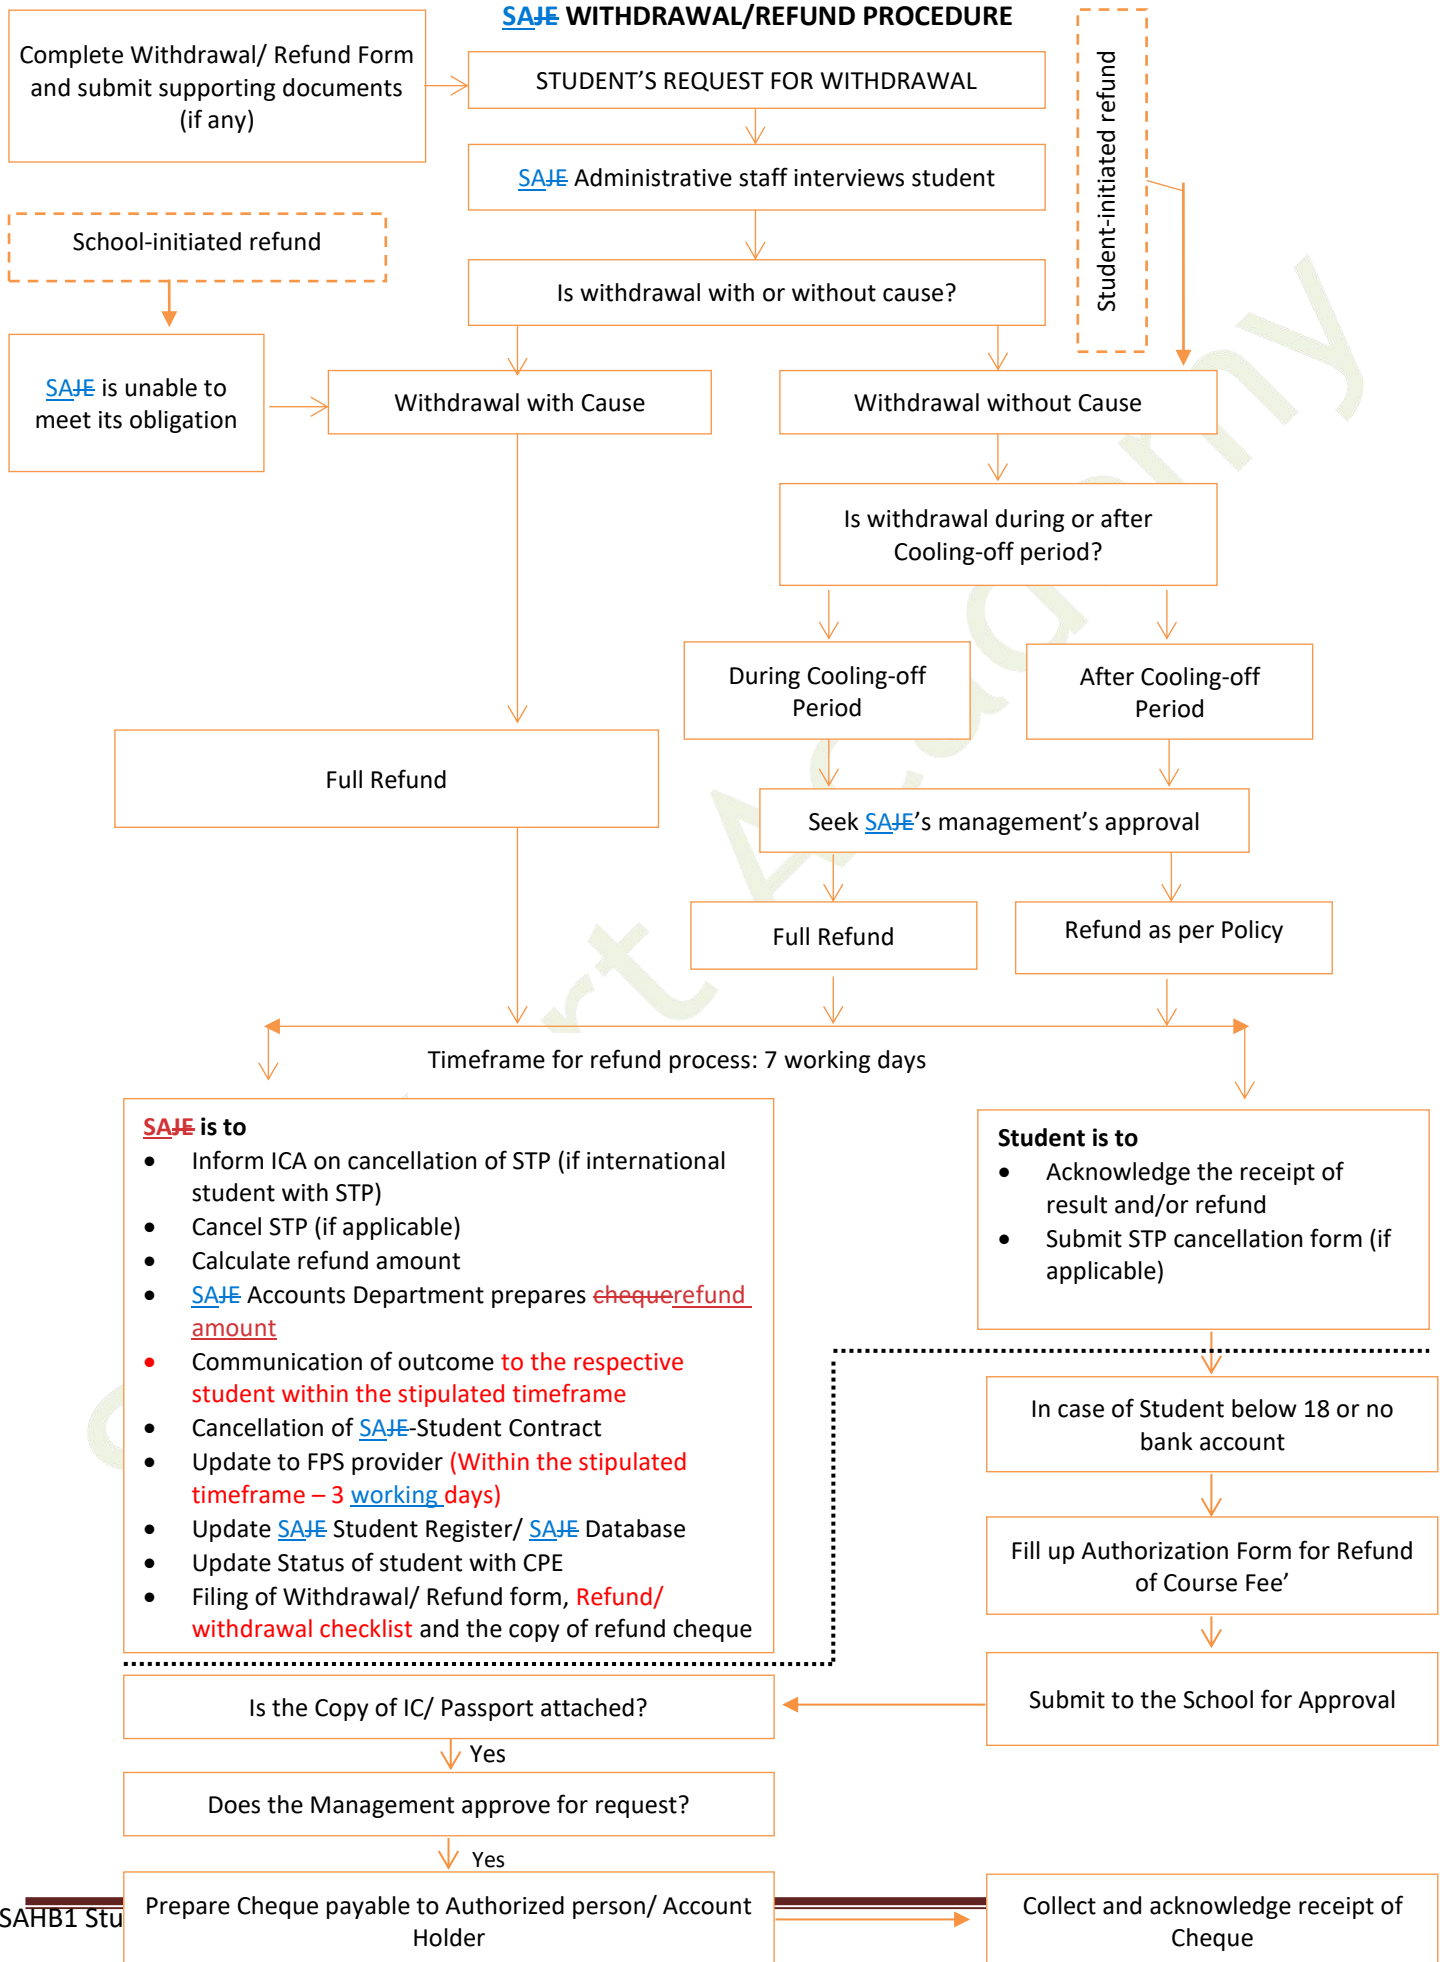 SAJE WITHDRAWAL/REFUND PROCEDURE
Complete Withdrawal/ Refund Form
and submit supporting documents
(if any)
STUDENT'S REQUEST FOR WITHDRAWAL
Student-initiated refund
SAJE Administrative staff interviews student
School-initiated refund
Is withdrawal with or without cause?
SAJE is unable to
meet its obligation
Withdrawal with Cause
Withdrawal without Cause
Is withdrawal during or after
Cooling-off period?
During Cooling-off
Period
After Cooling-off
Period
Full Refund
Seek SAJE's management's approval
Full Refund
Refund as per Policy
Timeframe for refund process: 7 working days
SAJE is to
• Inform ICA on cancellation of STP (if international
student with STP)
• Cancel STP (if applicable)
• Calculate refund amount
• SAJE Accounts Department prepares chequerefund
amount
• Communication of outcome to the respective
student within the stipulated timeframe
• Cancellation of SAJE-Student Contract
• Update to FPS provider (Within the stipulated
timeframe – 3 working days)
• Update SAJE Student Register/ SAJE Database
• Update Status of student with CPE
• Filing of Withdrawal/ Refund form, Refund/
withdrawal checklist and the copy of refund cheque
Student is to
• Acknowledge the receipt of
result and/or refund
• Submit STP cancellation form (if
applicable)
In case of Student below 18 or no
bank account
Fill up Authorization Form for Refund
of Course Fee'
Submit to the School for Approval
Is the Copy of IC/ Passport attached?
Yes
Does the Management approve for request?
Yes
Prepare Cheque payable to Authorized person/ Account
Holder
Collect and acknowledge receipt of
Cheque
SAHB1 Stu
Academy